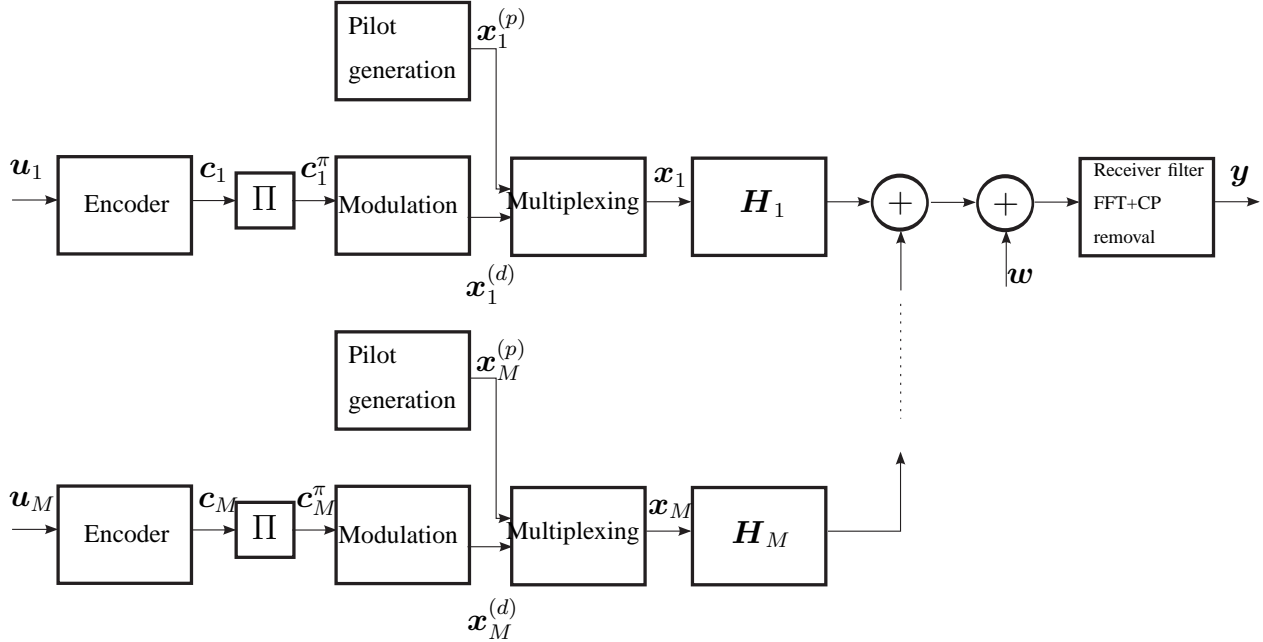 Pilot
generation
x_1^{(p)}
u_1
Encoder
c_1
Π
c_1^π
Modulation
x_1^{(d)}
Multiplexing
x_1
H_1
+
+
w
Receiver filter
FFT+CP
removal
y
Pilot
generation
x_M^{(p)}
u_M
Encoder
c_M
Π
c_M^π
Modulation
x_M^{(d)}
Multiplexing
x_M
H_M